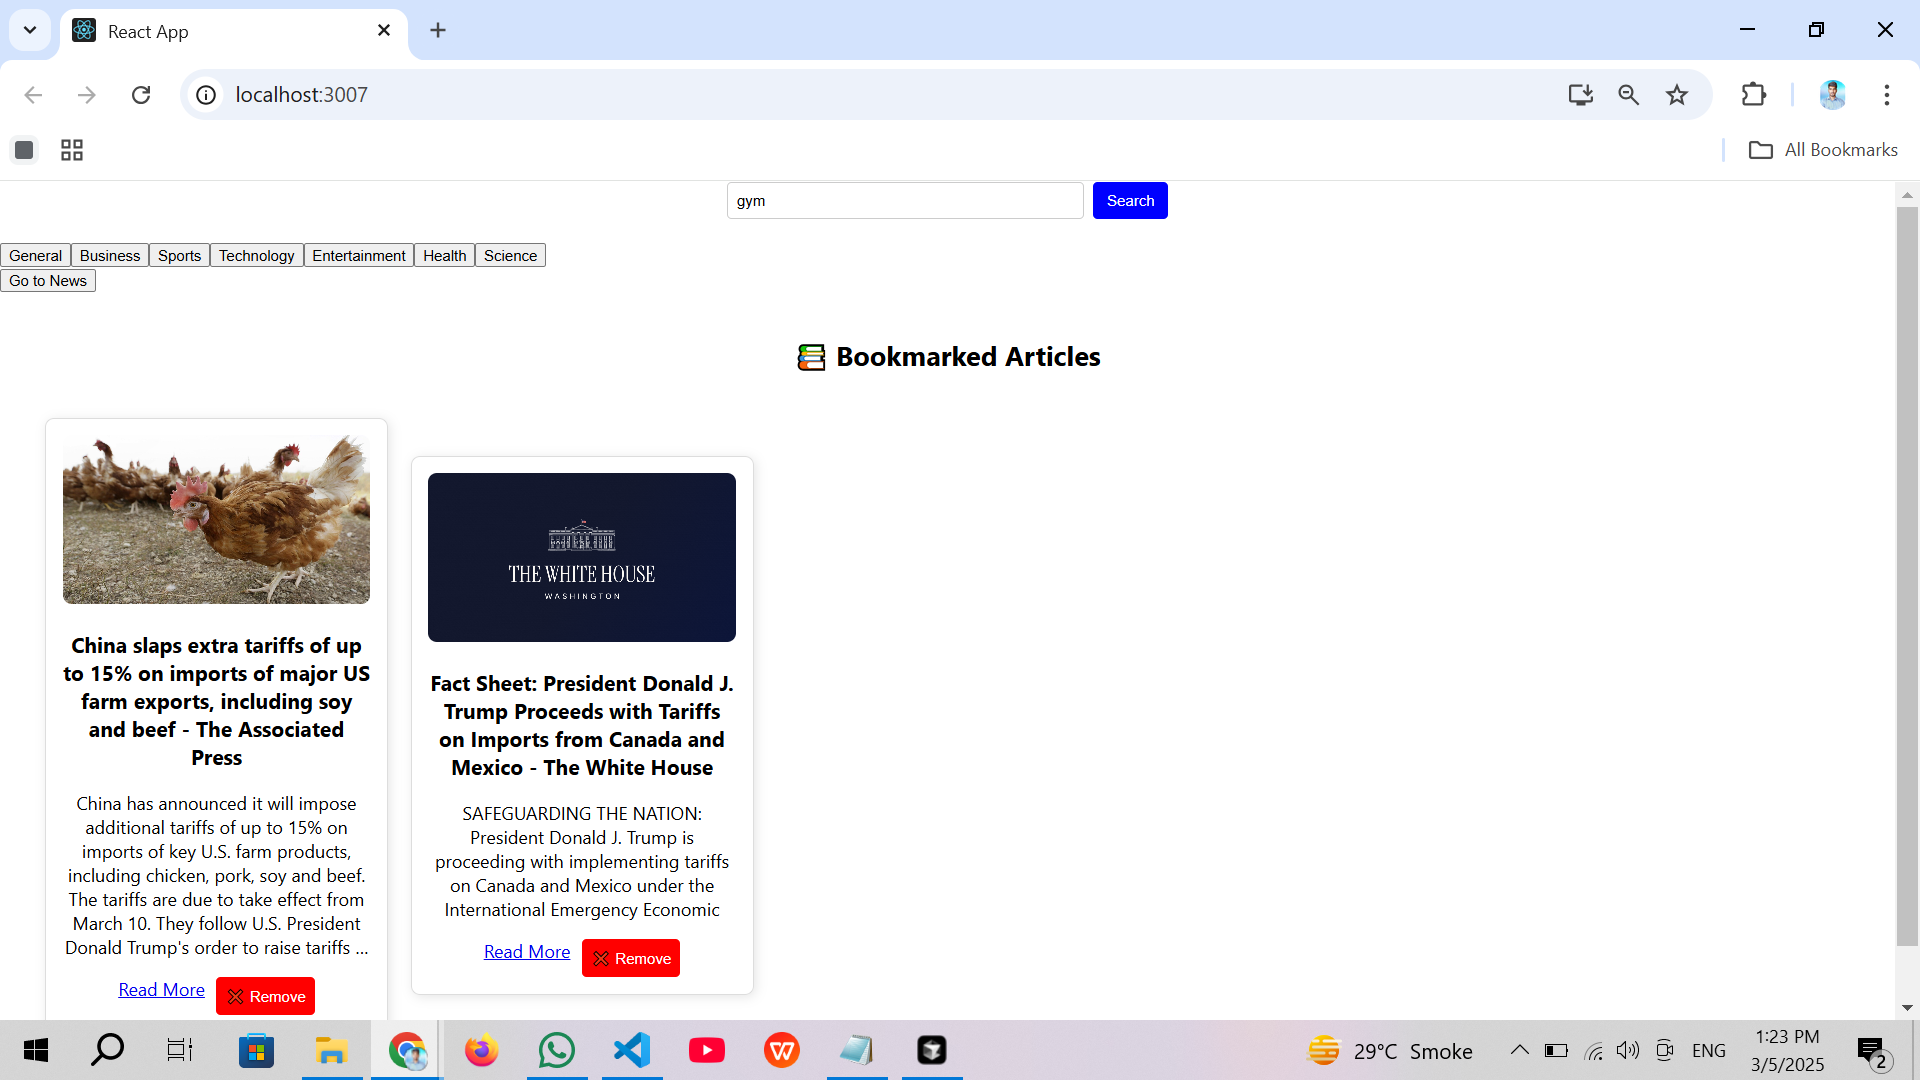 React App
localhost:3007
All Bookmarks
gym
Search
General Business Sports Technology Entertainment Health Science
Go to News
📚 Bookmarked Articles
China slaps extra tariffs of up
to 15% on imports of major US
farm exports, including soy
and beef - The Associated
Press
China has announced it will impose
additional tariffs of up to 15% on
imports of key U.S. farm products,
including chicken, pork, soy and beef.
The tariffs are due to take effect from
March 10. They follow U.S. President
Donald Trump's order to raise tariffs ...
Read More ❌ Remove
THE WHITE HOUSE
WASHINGTON
Fact Sheet: President Donald J.
Trump Proceeds with Tariffs
on Imports from Canada and
Mexico - The White House
SAFEGUARDING THE NATION:
President Donald J. Trump is
proceeding with implementing tariffs
on Canada and Mexico under the
International Emergency Economic
Read More ❌ Remove
29°C Smoke
ENG
1:23 PM
3/5/2025
2